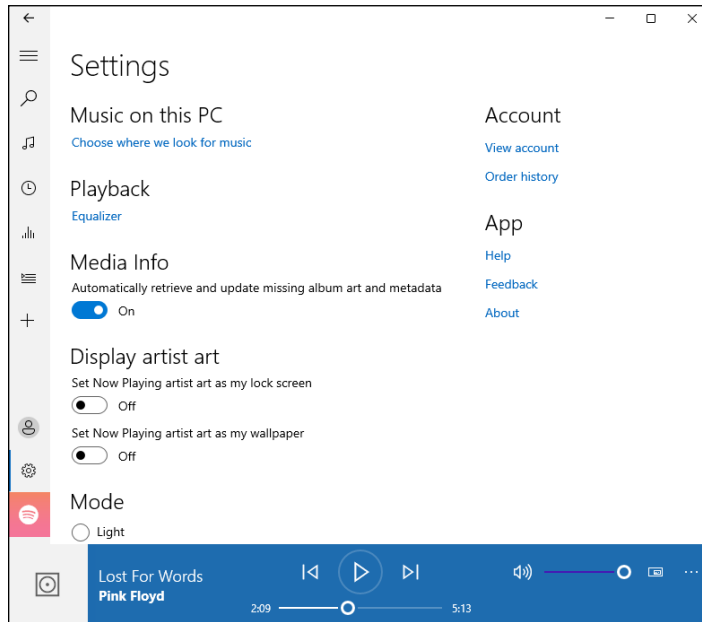 Settings
Music on this PC
Choose where we look for music
Playback
Equalizer
Media Info
Automatically retrieve and update missing album art and metadata
On
Display artist art
Set Now Playing artist art as my lock screen
Off
Set Now Playing artist art as my wallpaper
Off
Mode
Light
Account
View account
Order history
App
Help
Feedback
About
Lost For Words
Pink Floyd
2:09
5:13